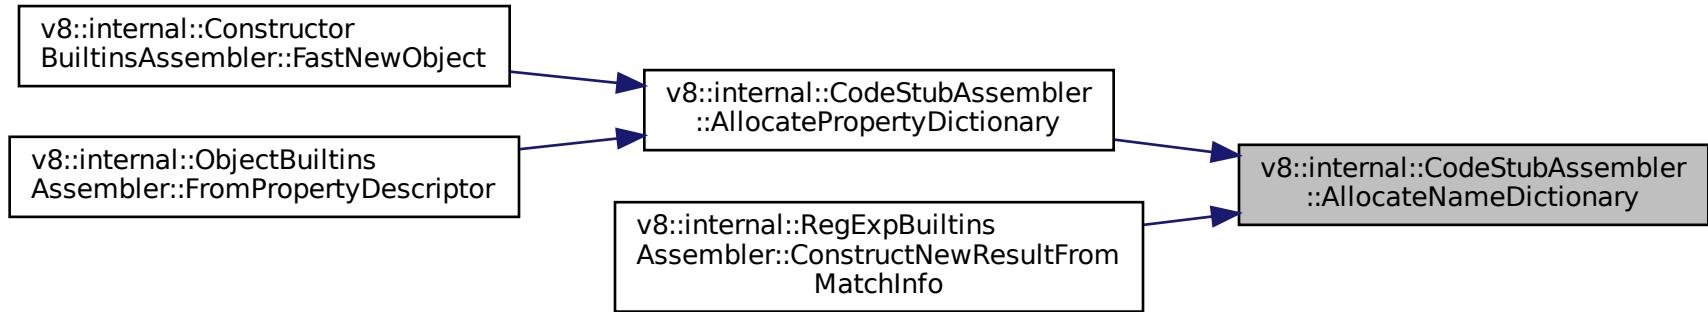 v8::internal::Constructor
BuiltinsAssembler::FastNewObject
v8::internal::ObjectBuiltins
Assembler::FromPropertyDescriptor
v8::internal::CodeStubAssembler
::AllocatePropertyDictionary
v8::internal::RegExpBuiltins
Assembler::ConstructNewResultFrom
MatchInfo
v8::internal::CodeStubAssembler
::AllocateNameDictionary